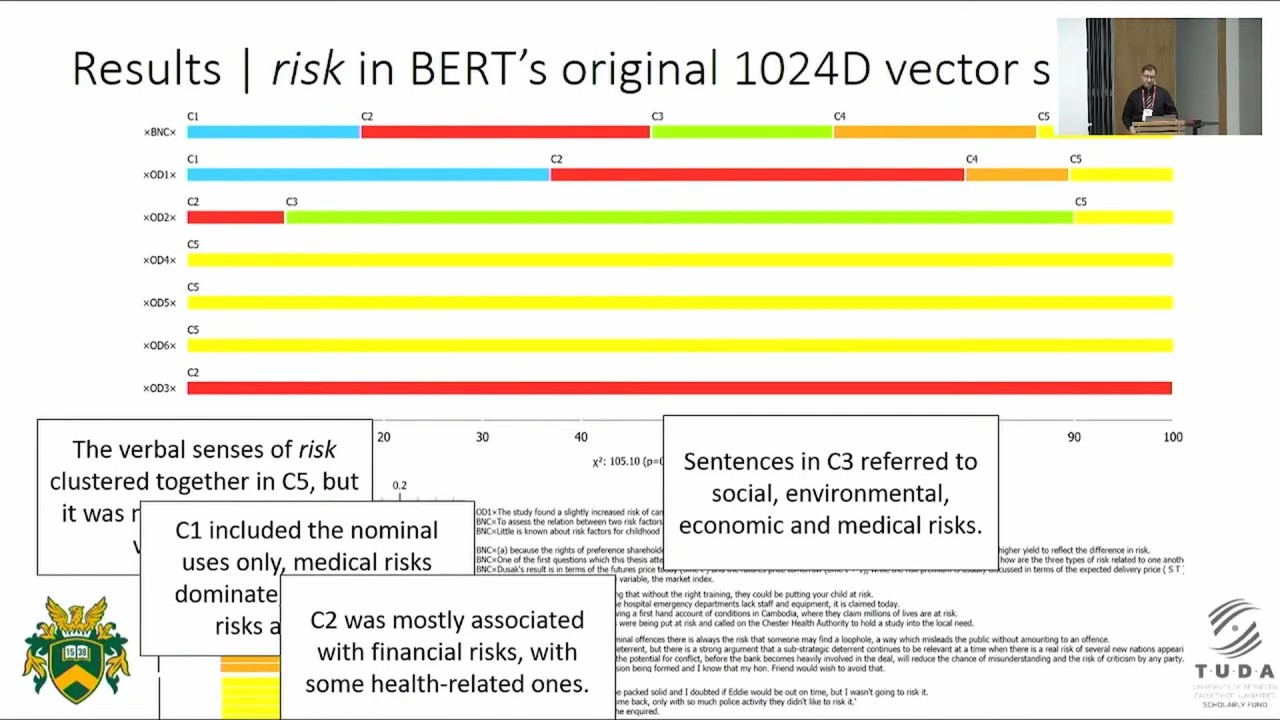 Results | risk in BERT's original 1024D vector s
C1 C2 C3 C4 C5
×BNC×
C1 C2 C4 C5
×OD1×
C2 C3 C5
×OD2×
C5
×OD4×
C5
×OD5×
C5
×OD6×
C2
×OD3×
20 30 40 90 100
χ²: 105.10 (p=
0.2
The verbal senses of risk
clustered together in C5, but
it was
C1 included the nominal
uses only, medical risks
dominate
risks a
C2 was mostly associated
with financial risks, with
some health-related ones.
Sentences in C3 referred to
social, environmental,
economic and medical risks.
OD1×The study found a slightly increased risk of can
BNC×To assess the relation between two risk factors
BNC×Little is known about risk factors for childhood
BNC×(a) because the rights of preference sharehold
higher yield to reflect the difference in risk.
BNC×One of the first questions which this thesis atte
how are the three types of risk related to one anoth
BNC×Dusak's result is in terms of the futures price
discussed in terms of the expected delivery price ( S T
variable, the market index.
ng that without the right training, they could be putting your child at risk.
e hospital emergency departments lack staff and equipment, it is claimed today.
ving a first hand account of conditions in Cambodia, where they claim millions of lives are at risk.
were being put at risk and called on the Chester Health Authority to hold a study into the local need.
minal offences there is always the risk that someone may find a loophole, a way which misleads the public without amounting to an offence.
eterrent, but there is a strong argument that a sub-strategic deterrent continues to be relevant at a time when there is a real risk of several new nations appeari
the potential for conflict, before the bank becomes heavily involved in the deal, will reduce the chance of misunderstanding and the risk of criticism by any party.
sion being formed and I know that my hon. Friend would wish to avoid that.
e packed solid and I doubted if Eddie would be out on time, but I wasn't going to risk it.
ome back, only with so much police activity they didn't like to risk it.'
he enquired.
15 38
T·U·D·A
SCHOLARLY FUND